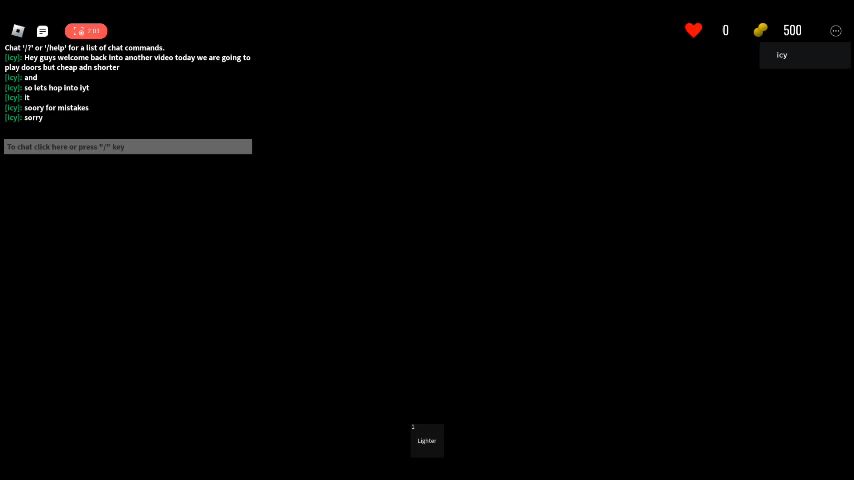 2:03
0
500
Chat '/?' or '/help' for a list of chat commands.
[icy]: Hey guys welcome back into another video today we are going to
play doors but cheap adn shorter
[icy]: and
[icy]: so lets hop into iyt
[icy]: it
[icy]: soory for mistakes
[icy]: sorry
icy
To chat click here or press "/" key
Lighter